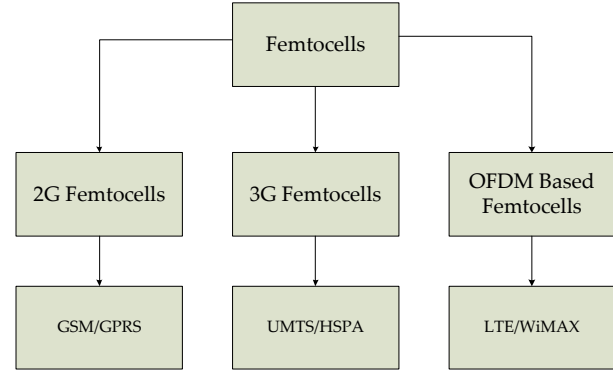 Femtocells
2G Femtocells
3G Femtocells
OFDM Based
Femtocells
GSM/GPRS
UMTS/HSPA
LTE/WiMAX